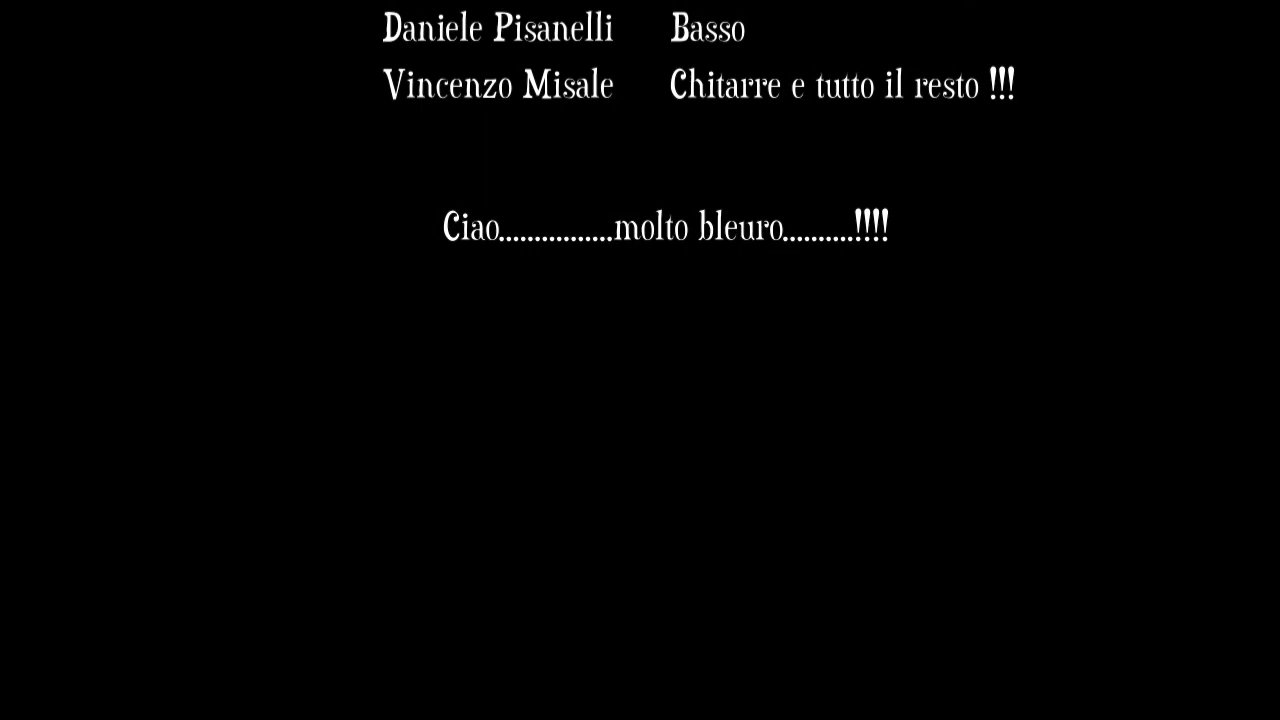 Daniele Pisanelli Basso
Vincenzo Misale Chitarre e tutto il resto !!!
Ciao................molto bleuro..........!!!!